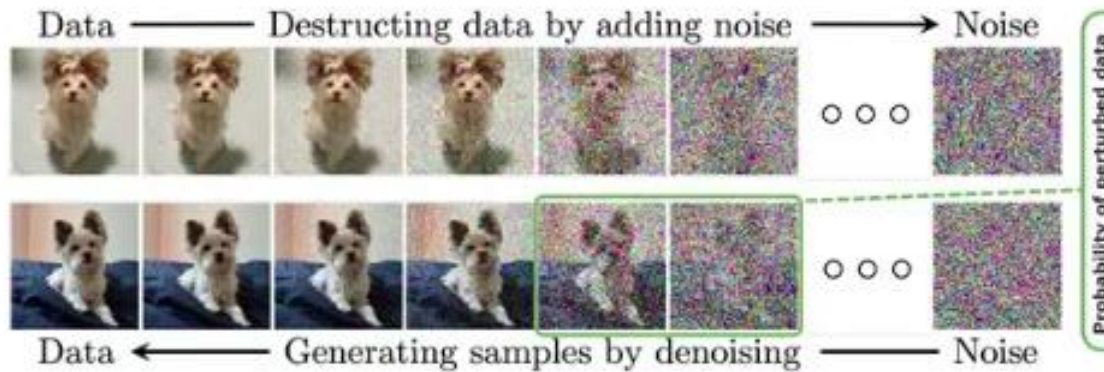 Data Destructing data by adding noise Noise
Data Generating samples by denoising Noise
Probability of perturbed data